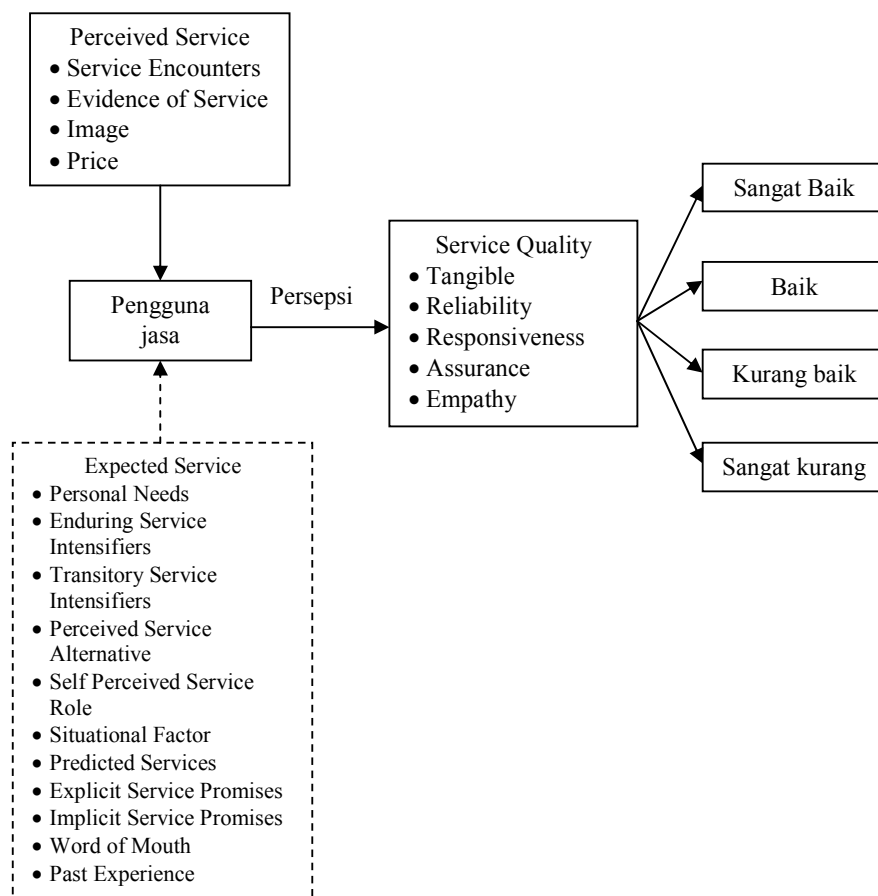 Perceived Service
• Service Encounters
• Evidence of Service
• Image
• Price
Pengguna
jasa
Persepsi
Service Quality
• Tangible
• Reliability
• Responsiveness
• Assurance
• Empathy
Sangat Baik
Baik
Kurang baik
Sangat kurang
Expected Service
• Personal Needs
• Enduring Service
Intensifiers
• Transitory Service
Intensifiers
• Perceived Service
Alternative
• Self Perceived Service
Role
• Situational Factor
• Predicted Services
• Explicit Service Promises
• Implicit Service Promises
• Word of Mouth
• Past Experience